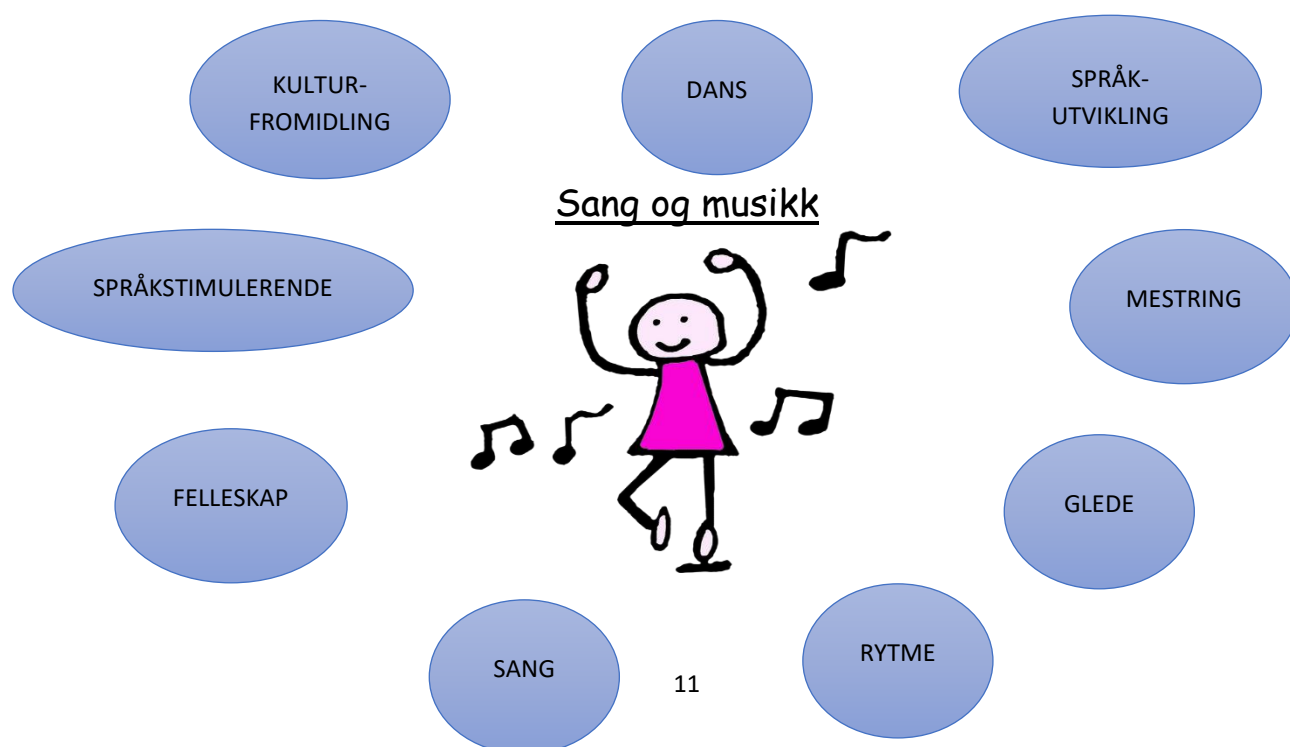 KULTUR-
FROMIDLING
DANS
SPRÅK-
UTVIKLING
Sang og musikk
SPRÅKSTIMULERENDE
MESTRING
FELLESKAP
GLEDE
SANG
RYTME
11